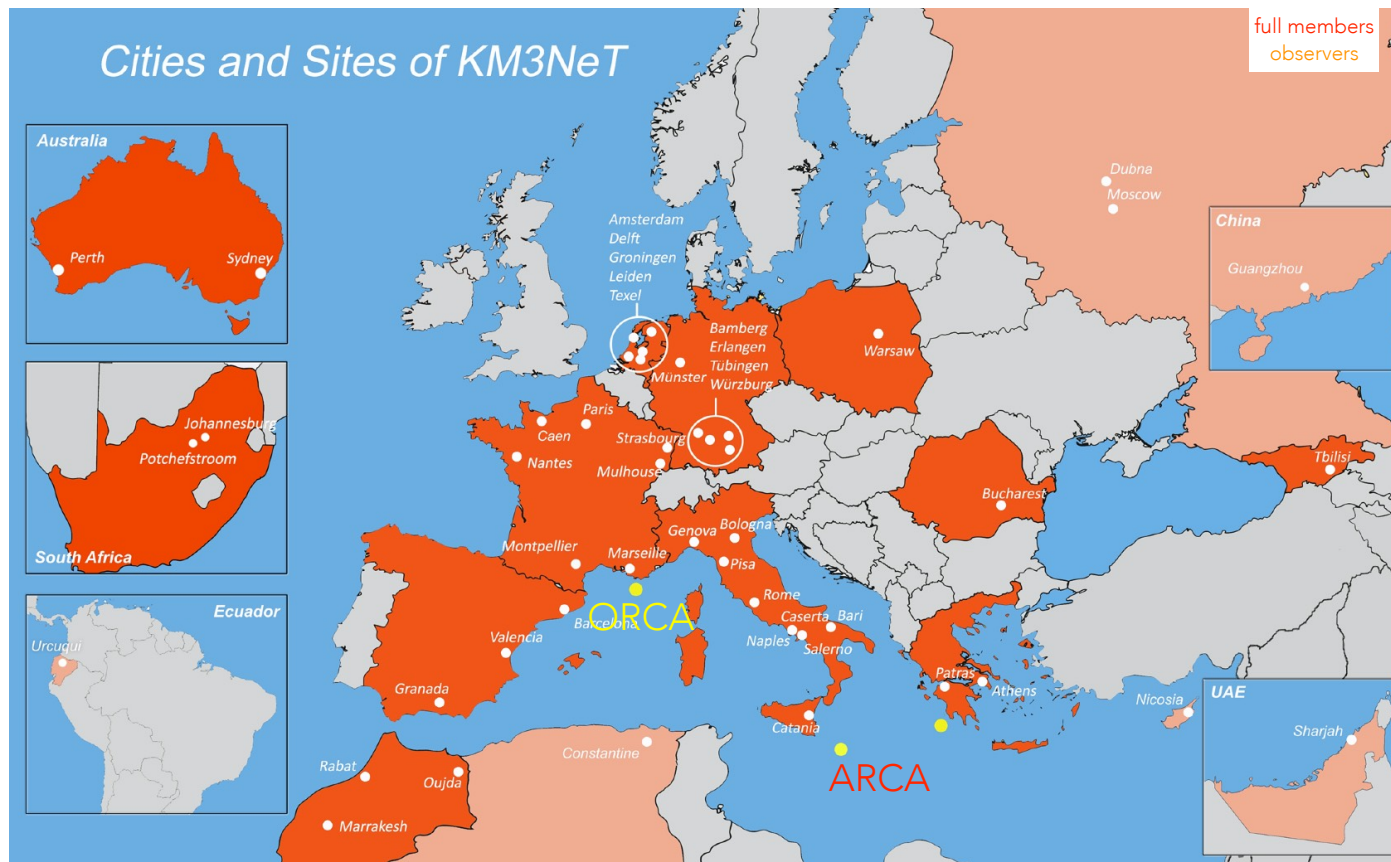 Cities and Sites of KM3NeT
full members
observers
Australia
Perth
Sydney
South Africa
Johannesburg
Potchefstroom
Ecuador
Urcuqui
Amsterdam
Delft
Groningen
Leiden
Texel
Bamberg
Erlangen
Tübingen
Würzburg
Münster
Warsaw
Dubna
Moscow
China
Guangzhou
Paris
Caen
Strasbourg
Nantes
Mulhouse
Bucharest
Tbilisi
Montpellier
Marseille
Genova
Bologna
Pisa
ORCA
Barcelona
Rome
Caserta
Bari
Naples
Salerno
Valencia
Granada
Patras
Athens
Catania
Nicosia
UAE
Sharjah
Constantine
ARCA
Rabat
Oujda
Marrakesh